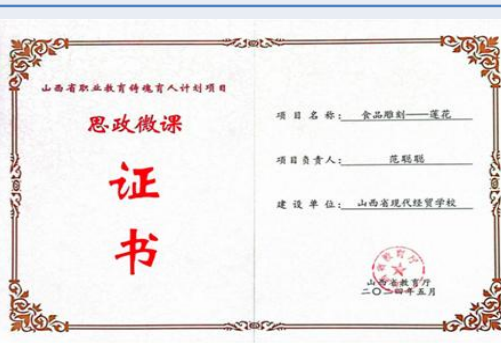 山西省职业教育铸魂育人计划项目
思政微课
证
书
项目名称：食品雕刻——莲花
项目负责人：范聪聪
建设单位：山西省现代经贸学校
山西省教育厅
二〇二四年五月